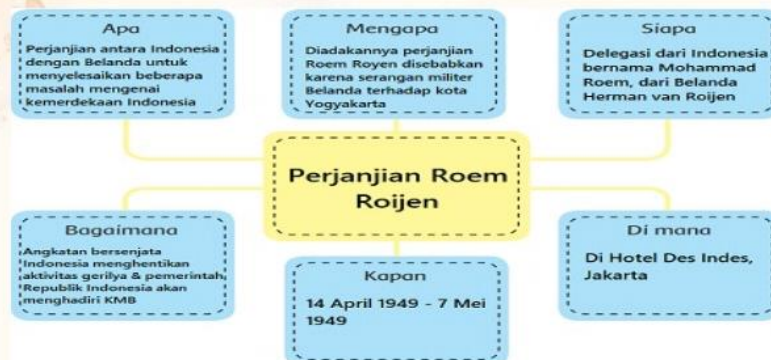 Apa
Perjanjian antara Indonesia
dengan Belanda untuk
menyelesaikan beberapa
masalah mengenai
kemerdekaan Indonesia
Mengapa
Diadakannya perjanjian
Roem Royen disebabkan
karena serangan militer
Belanda terhadap kota
Yogyakarta
Siapa
Delegasi dari Indonesia
bernama Mohammad
Roem, dari Belanda
Herman van Roijen
Perjanjian Roem
Roijen
Bagaimana
Angkatan bersenjata
Indonesia menghentikan
aktivitas gerilya & pemerintah
Republik Indonesia akan
menghadiri KMB
Kapan
14 April 1949 - 7 Mei
1949
Di mana
Di Hotel Des Indes,
Jakarta